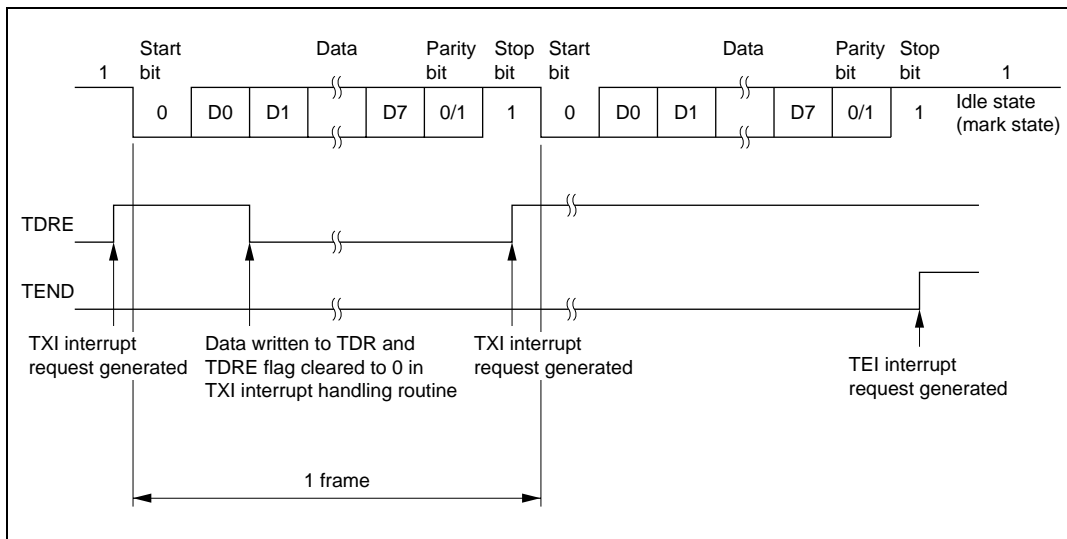 Start Data Parity Stop Start Data Parity Stop
1 bit bit bit bit bit bit 1
0 D0 D1 D7 0/1 1 0 D0 D1 D7 0/1 1 Idle state
(mark state)
TDRE
TEND
TXI interrupt
request generated
Data written to TDR and
TDRE flag cleared to 0 in
TXI interrupt handling routine
TXI interrupt
request generated
TEI interrupt
request generated
1 frame